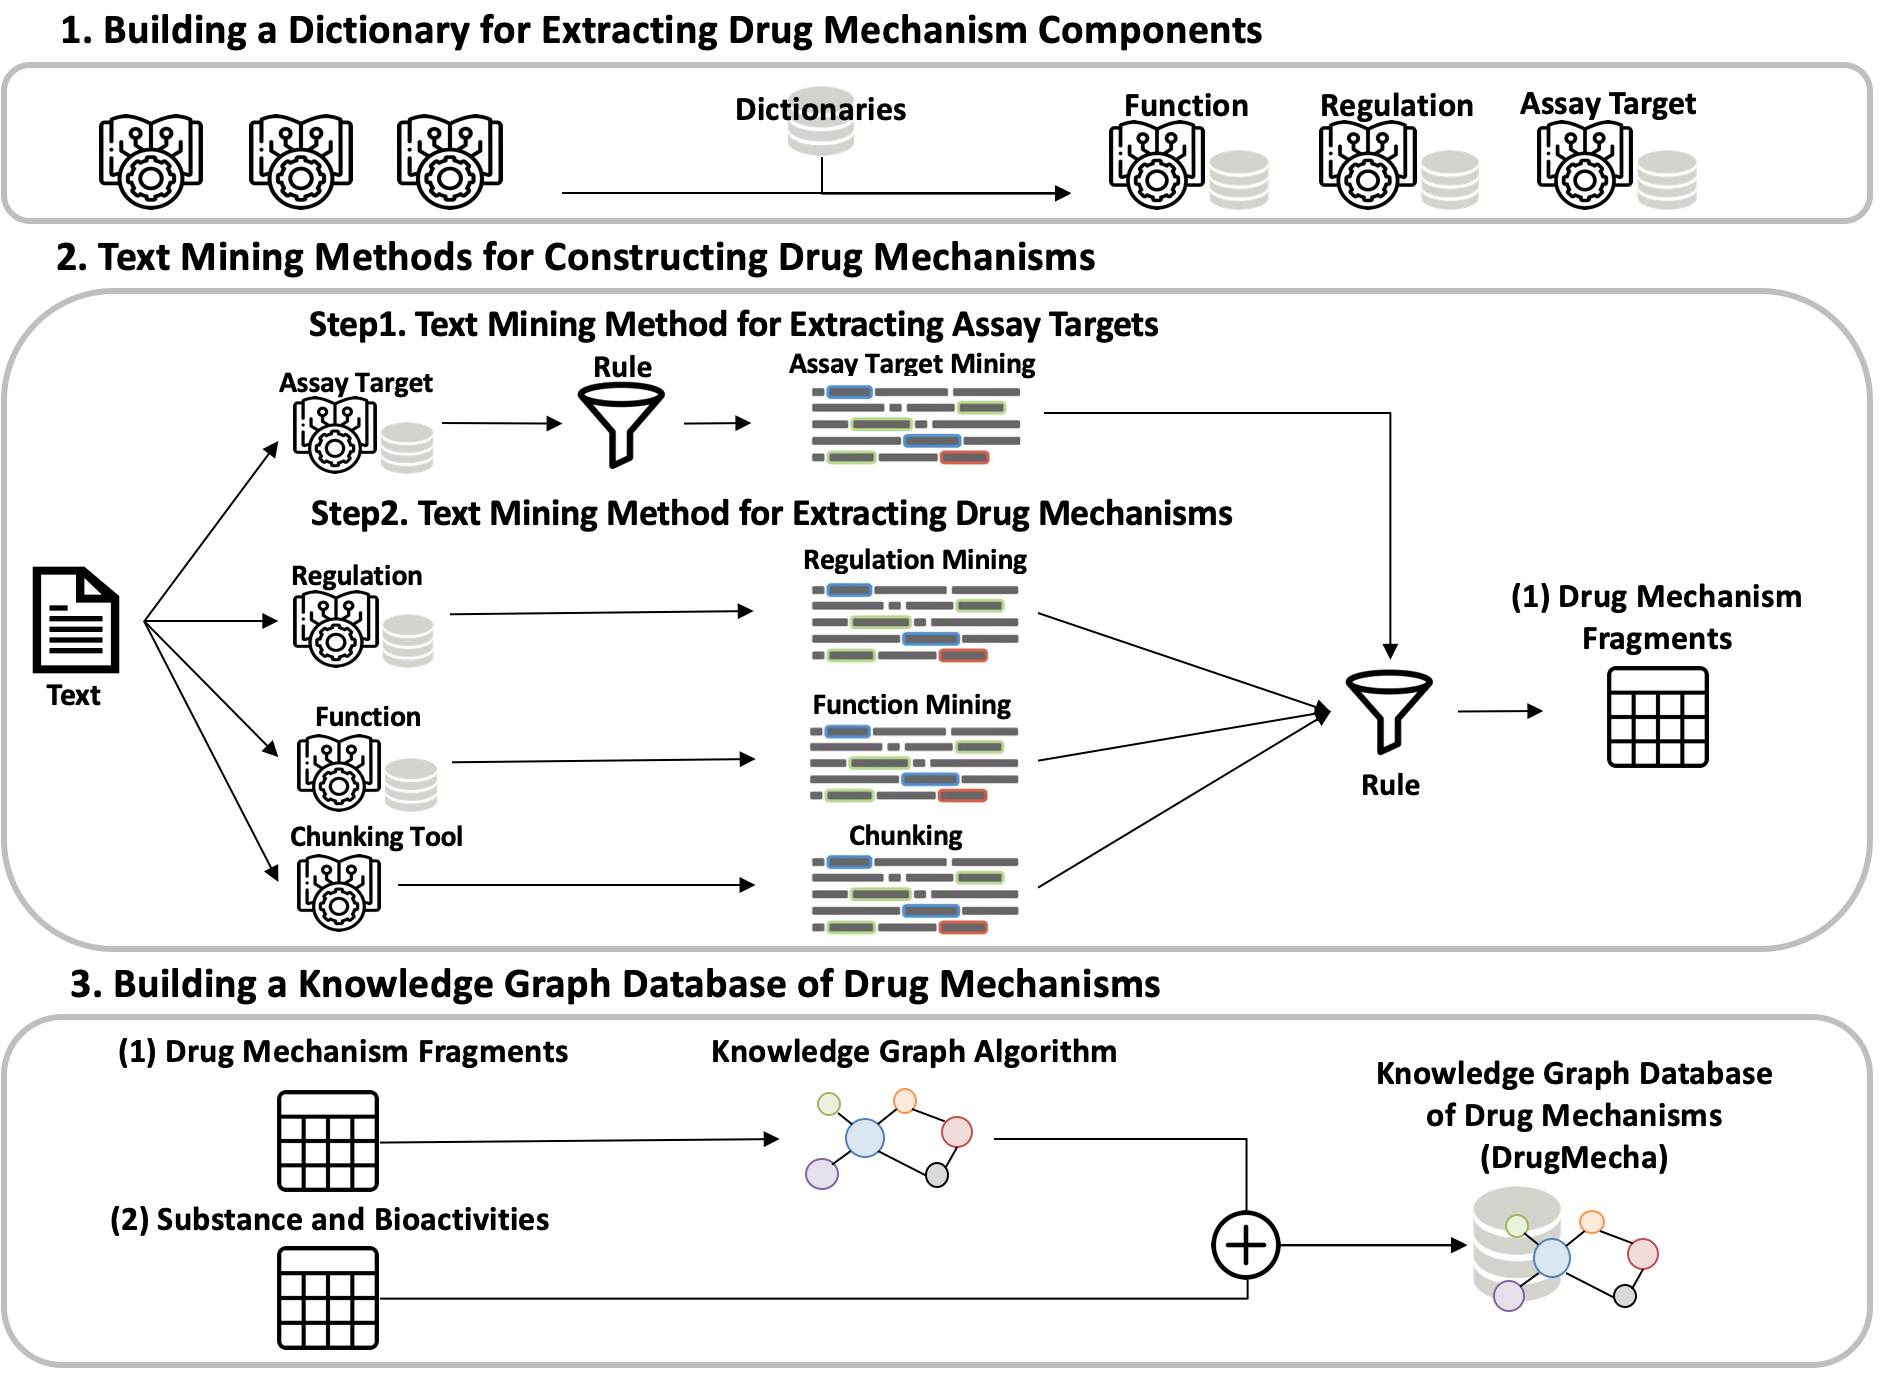 1. Building a Dictionary for Extracting Drug Mechanism Components
Dictionaries
Function
Regulation
Assay Target
2. Text Mining Methods for Constructing Drug Mechanisms
Step1. Text Mining Method for Extracting Assay Targets
Assay Target
Rule
Assay Target Mining
Step2. Text Mining Method for Extracting Drug Mechanisms
Regulation
Regulation Mining
Text
Function
Function Mining
Chunking Tool
Chunking
Rule
(1) Drug Mechanism
Fragments
3. Building a Knowledge Graph Database of Drug Mechanisms
(1) Drug Mechanism Fragments
Knowledge Graph Algorithm
(2) Substance and Bioactivities
Knowledge Graph Database
of Drug Mechanisms
(DrugMecha)